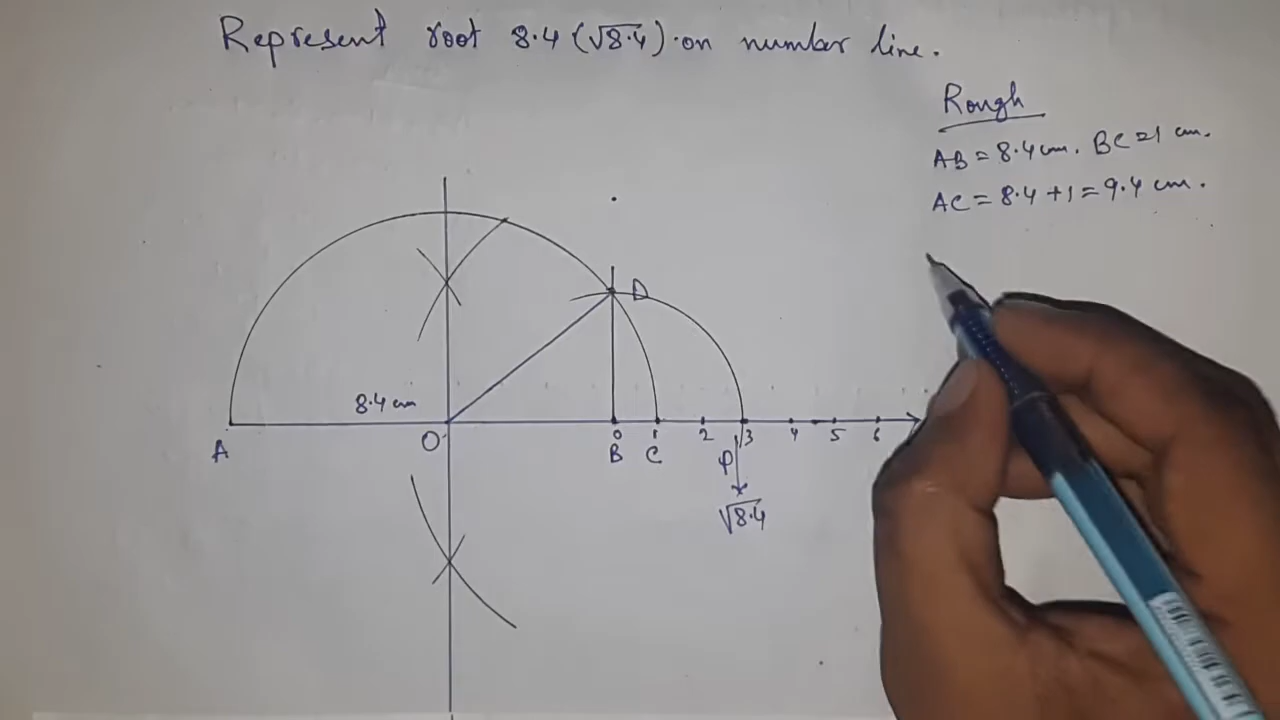 Represent root 8.4 (√8.4) on number line.
Rough
AB = 8.4 cm. BC = 1 cm.
AC = 8.4 + 1 = 9.4 cm.
D
8.4 cm
A O B C P
0 1 2 3 4 5 6
√8.4